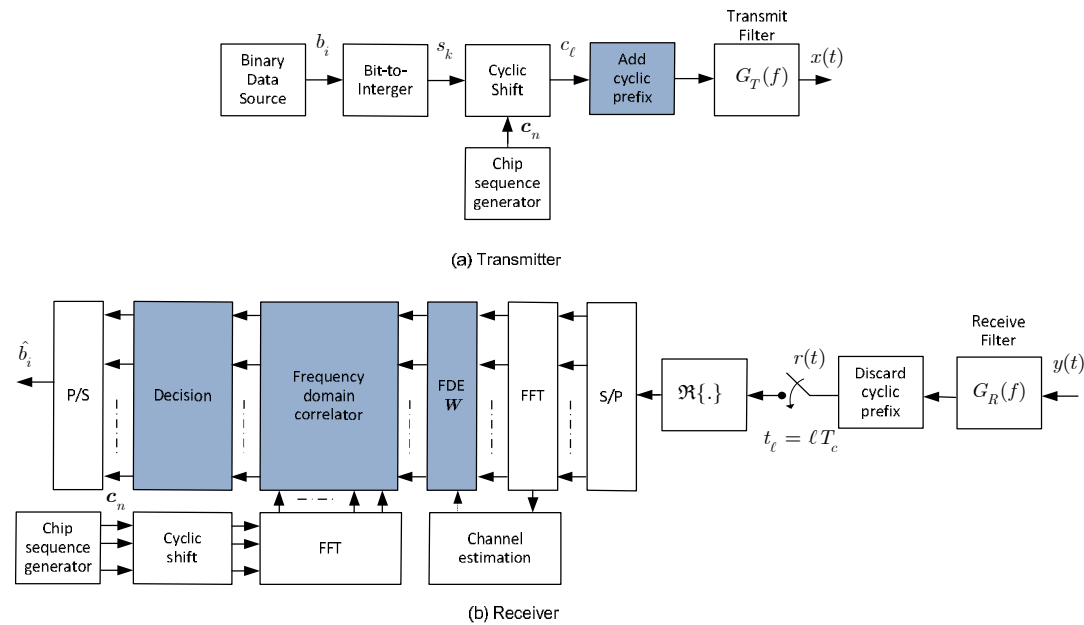 Transmit
Filter
b_i
s_k
c_ℓ
x(t)
Binary
Data
Source
Bit-to-
Interger
Cyclic
Shift
Add
cyclic
prefix
G_T(f)
c_n
Chip
sequence
generator
(a) Transmitter
b̂_i
P/S
Decision
Frequency
domain
correlator
FDE
W
FFT
S/P
ℜ{.}
r(t)
t_ℓ = ℓT_c
Discard
cyclic
prefix
Receive
Filter
G_R(f)
y(t)
c_n
Chip
sequence
generator
Cyclic
shift
FFT
Channel
estimation
(b) Receiver